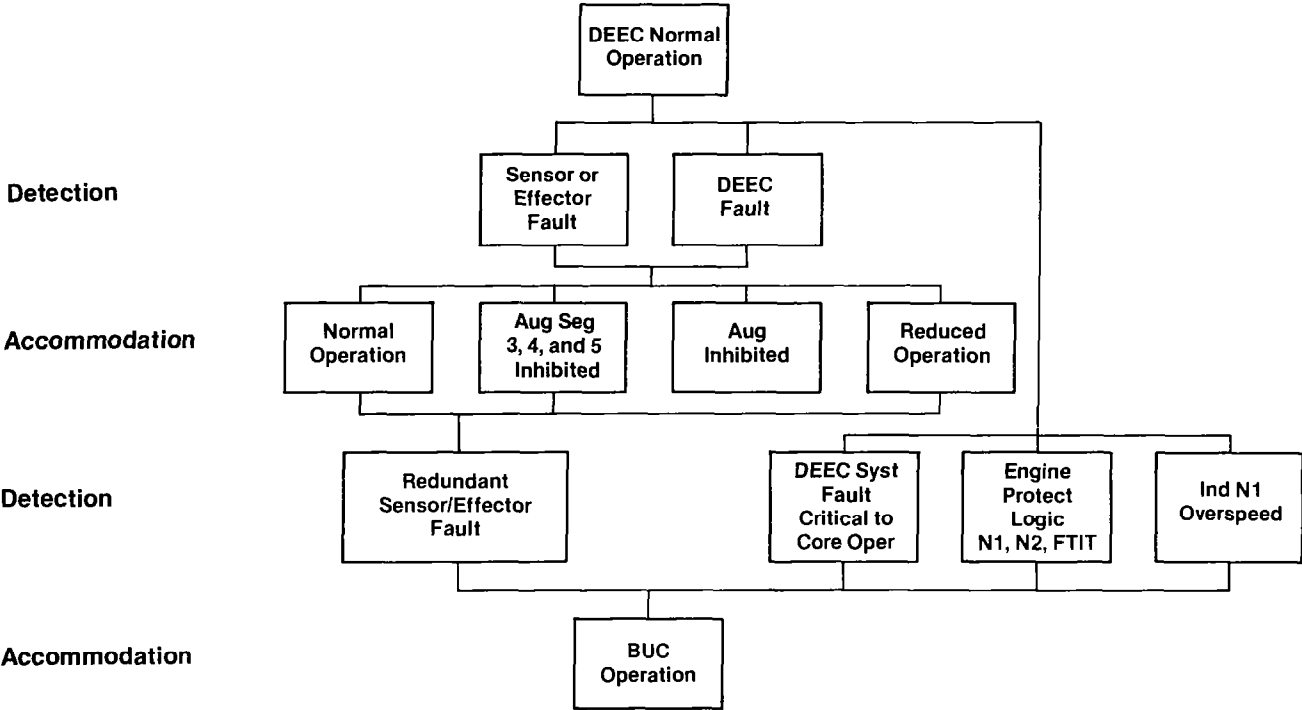 DEEC Normal
Operation
Detection
Sensor or
Effector
Fault
DEEC
Fault
Accommodation
Normal
Operation
Aug Seg
3, 4, and 5
Inhibited
Aug
Inhibited
Reduced
Operation
Detection
Redundant
Sensor/Effector
Fault
DEEC Syst
Fault
Critical to
Core Oper
Engine
Protect
Logic
N1, N2, FTIT
Ind N1
Overspeed
Accommodation
BUC
Operation